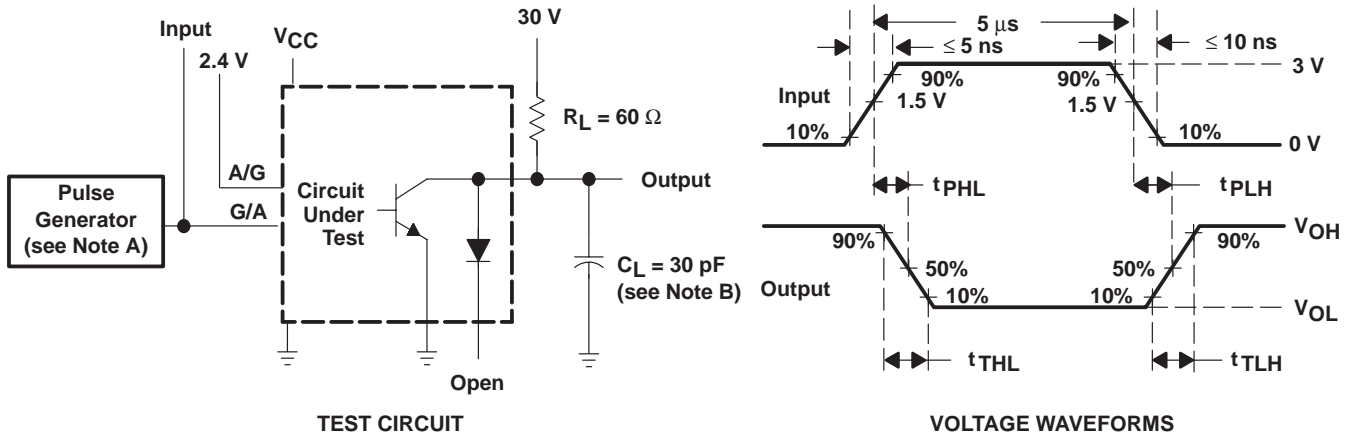 Input
2.4 V
VCC
30 V
RL = 60 Ω
A/G
G/A
Pulse
Generator
(see Note A)
Circuit
Under
Test
Output
CL = 30 pF
(see Note B)
Open
TEST CIRCUIT
5 μs
≤ 5 ns
≤ 10 ns
3 V
90%
90%
Input
1.5 V
1.5 V
10%
10%
0 V
tPHL
tPLH
VOH
90%
90%
50%
50%
Output
10%
10%
VOL
tTHL
tTLH
VOLTAGE WAVEFORMS